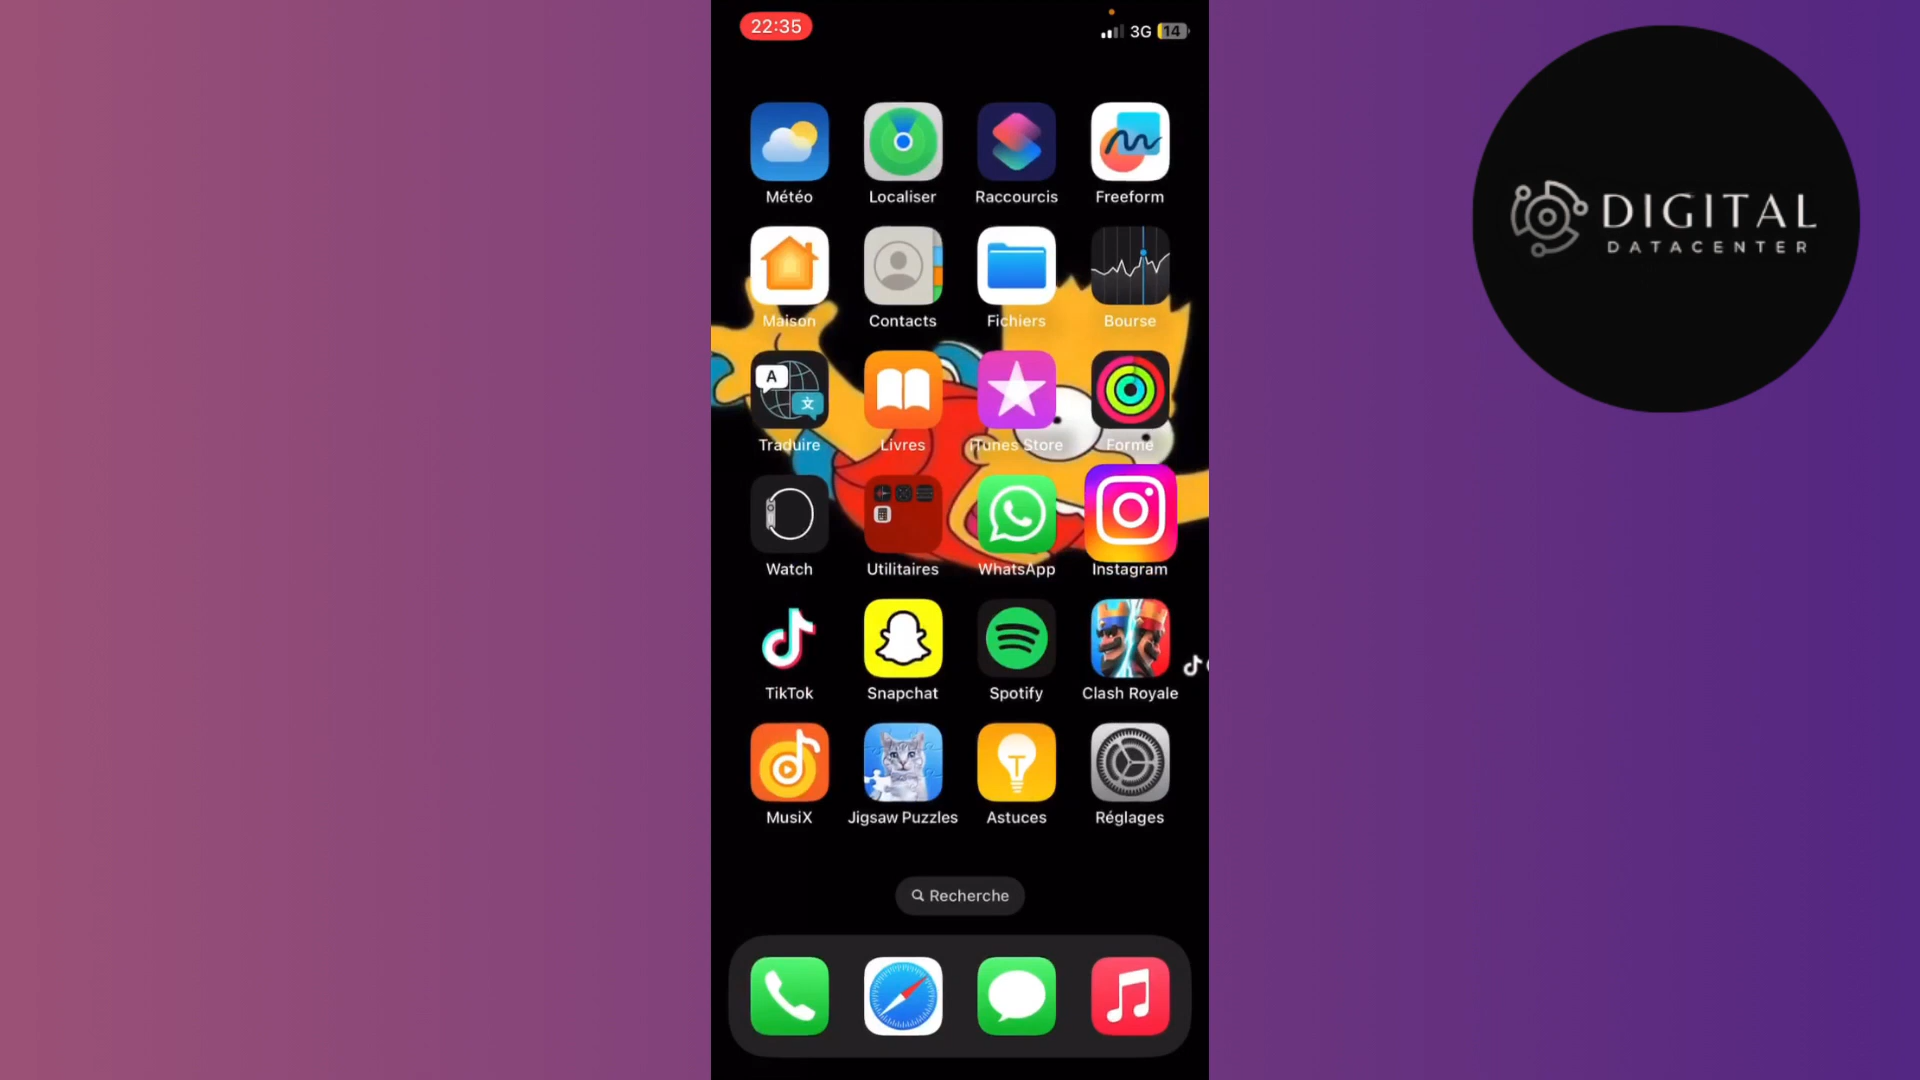 22:35
3G 14
Météo Localiser Raccourcis Freeform
DIGITAL
DATACENTER
Maison Contacts Fichiers Bourse
A
文
Traduire Livres iTunes Store Forme
Watch Utilitaires WhatsApp Instagram
TikTok Snapchat Spotify Clash Royale
MusiX Jigsaw Puzzles Astuces Réglages
Recherche